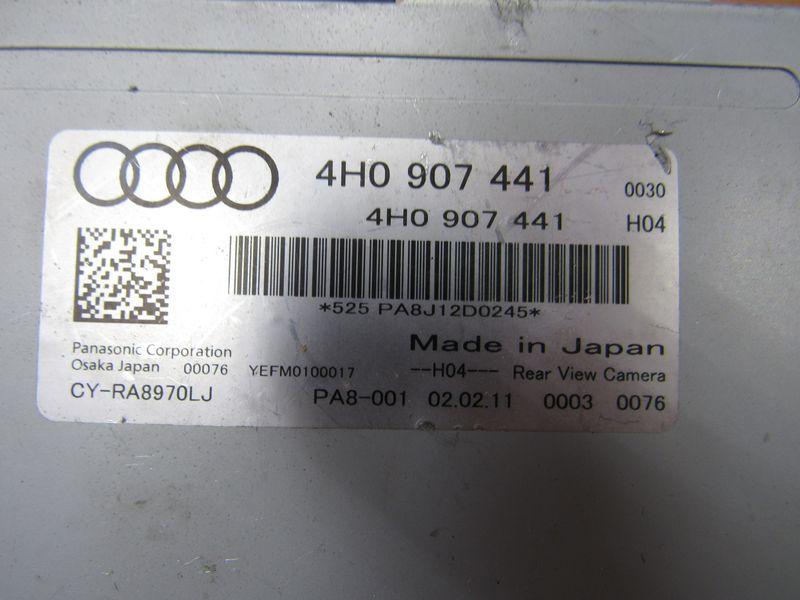 4H0 907 441 0030
4H0 907 441 H04
*525 PA8J12D0245*
Panasonic Corporation Made in Japan
Osaka Japan 00076 YEFM0100017 --H04--- Rear View Camera
CY-RA8970LJ PA8-001 02.02.11 0003 0076